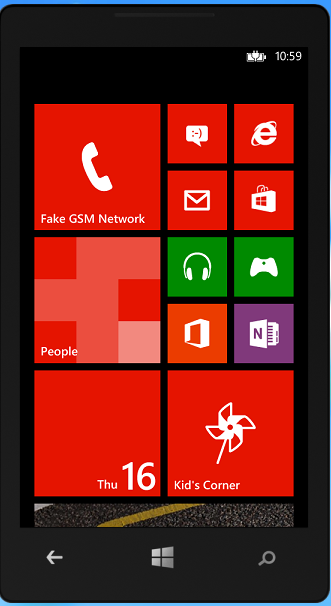 10:59
:-)
Fake GSM Network
People
N
Thu 16
Kid's Corner